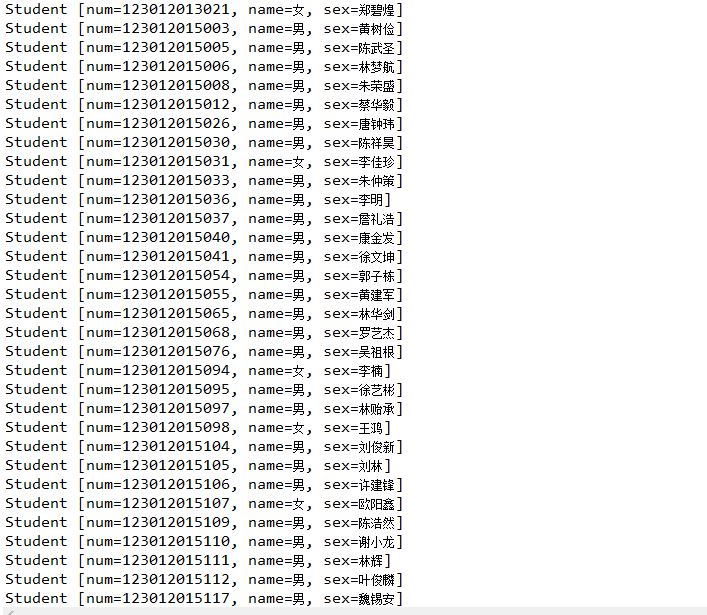 Student [num=123012013021, name=女, sex=郑碧煌]
Student [num=123012015003, name=男, sex=黄树俭]
Student [num=123012015005, name=男, sex=陈武圣]
Student [num=123012015006, name=男, sex=林梦航]
Student [num=123012015008, name=男, sex=朱荣盛]
Student [num=123012015012, name=男, sex=蔡华毅]
Student [num=123012015026, name=男, sex=唐钟玮]
Student [num=123012015030, name=男, sex=陈祥昊]
Student [num=123012015031, name=女, sex=李佳珍]
Student [num=123012015033, name=男, sex=朱仲策]
Student [num=123012015036, name=男, sex=李明]
Student [num=123012015037, name=男, sex=詹礼浩]
Student [num=123012015040, name=男, sex=康金发]
Student [num=123012015041, name=男, sex=徐文坤]
Student [num=123012015054, name=男, sex=郭子栋]
Student [num=123012015055, name=男, sex=黄建军]
Student [num=123012015065, name=男, sex=林华剑]
Student [num=123012015068, name=男, sex=罗艺杰]
Student [num=123012015076, name=男, sex=吴祖根]
Student [num=123012015094, name=女, sex=李楠]
Student [num=123012015095, name=男, sex=徐艺彬]
Student [num=123012015097, name=男, sex=林贻承]
Student [num=123012015098, name=女, sex=王鸿]
Student [num=123012015104, name=男, sex=刘俊新]
Student [num=123012015105, name=男, sex=刘林]
Student [num=123012015106, name=男, sex=许建锋]
Student [num=123012015107, name=女, sex=欧阳鑫]
Student [num=123012015109, name=男, sex=陈浩然]
Student [num=123012015110, name=男, sex=谢小龙]
Student [num=123012015111, name=男, sex=林辉]
Student [num=123012015112, name=男, sex=叶俊麟]
Student [num=123012015117, name=男, sex=魏锡安]